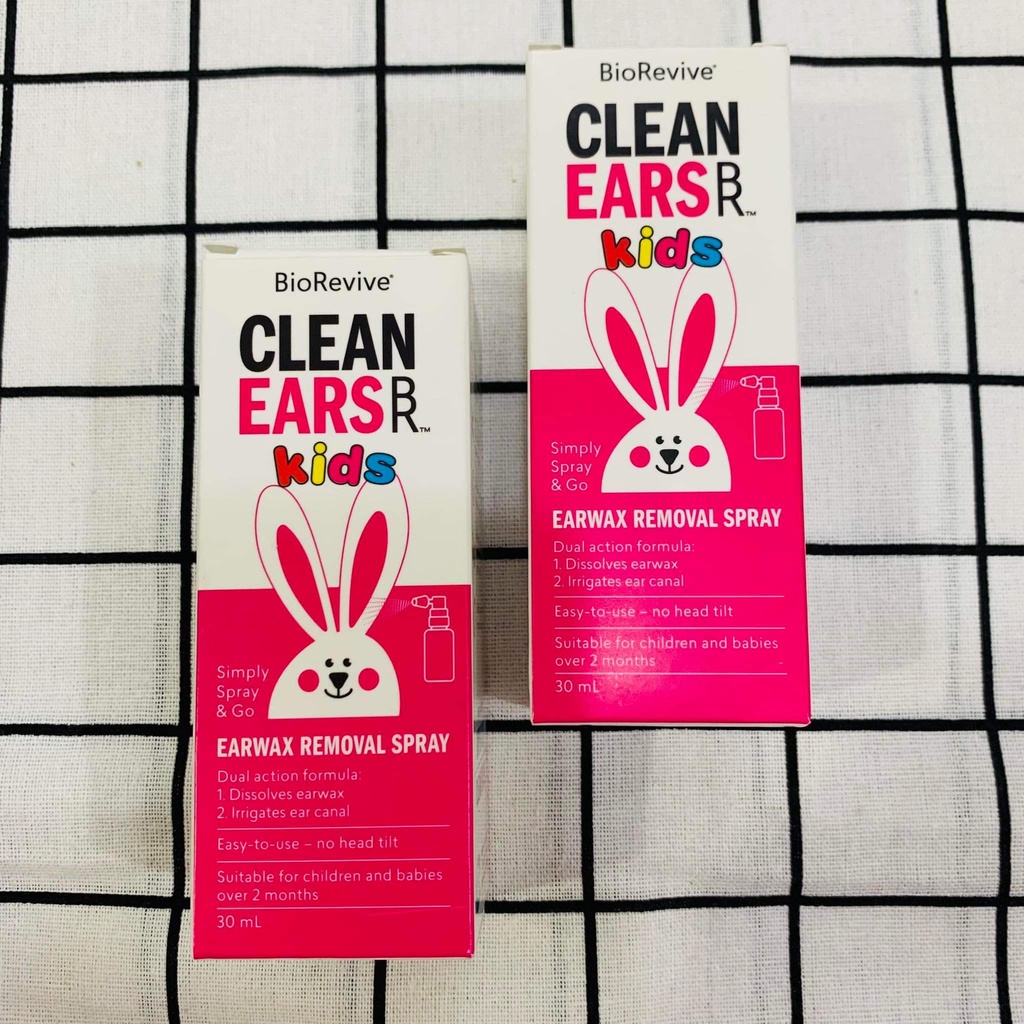 BioRevive®
CLEAN
EARS BR™
kids
Simply
Spray
& Go
EARWAX REMOVAL SPRAY
Dual action formula:
1. Dissolves earwax
2. Irrigates ear canal
Easy-to-use – no head tilt
Suitable for children and babies
over 2 months
30 mL
BioRevive®
CLEAN
EARS BR™
kids
Simply
Spray
& Go
EARWAX REMOVAL SPRAY
Dual action formula:
1. Dissolves earwax
2. Irrigates ear canal
Easy-to-use – no head tilt
Suitable for children and babies
over 2 months
30 mL